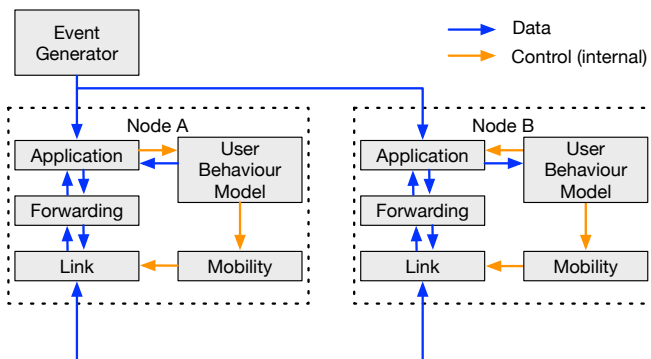 Event
Generator
Data
Control (internal)
Node A
Application
User
Behaviour
Model
Forwarding
Link
Mobility
Node B
Application
User
Behaviour
Model
Forwarding
Link
Mobility